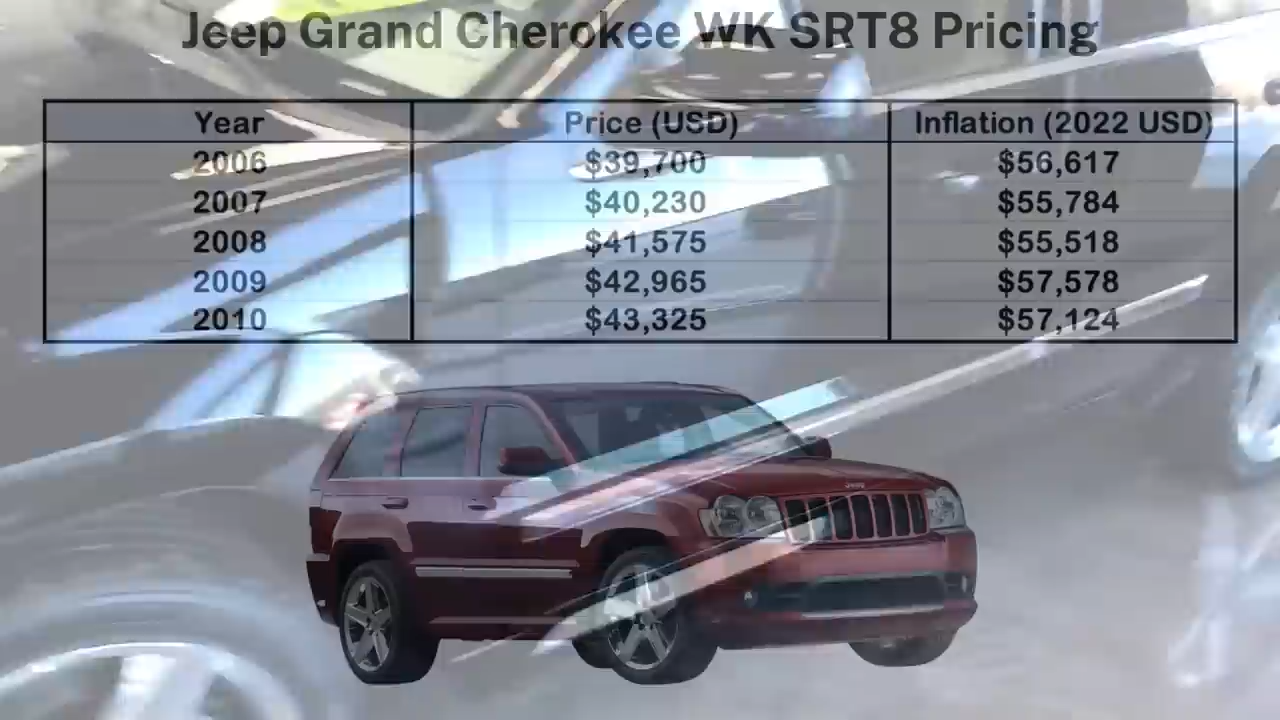 Jeep Grand Cherokee WK SRT8 Pricing
Year Price (USD) Inflation (2022 USD)
2006 $39,700 $56,617
2007 $40,230 $55,784
2008 $41,575 $55,518
2009 $42,965 $57,578
2010 $43,325 $57,124
Jeep